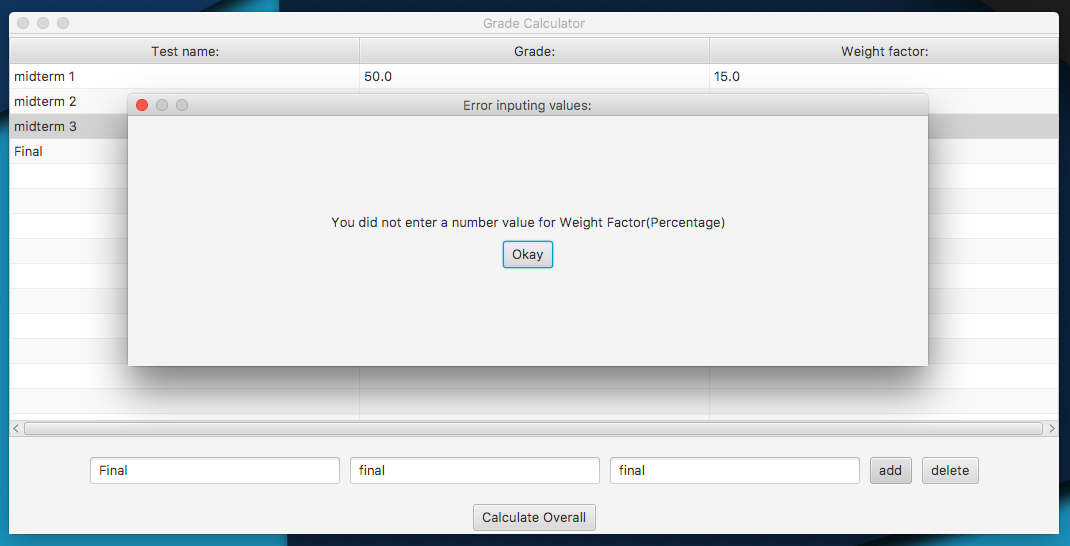 Grade Calculator
Test name: Grade: Weight factor:
midterm 1 50.0 15.0
midterm 2
Error inputing values:
midterm 3
Final
You did not enter a number value for Weight Factor(Percentage)
Okay
Final final final add delete
Calculate Overall